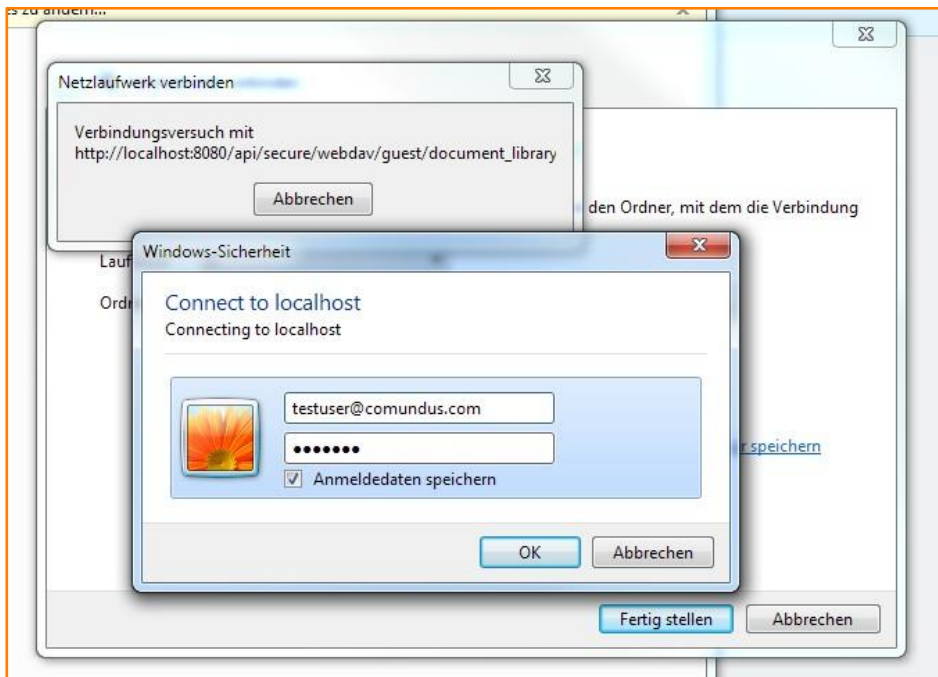 es zu ändern...
Netzlaufwerk verbinden
Verbindungsversuch mit
http://localhost:8080/api/secure/webdav/guest/document_library
Abbrechen
den Ordner, mit dem die Verbindung
Windows-Sicherheit
Connect to localhost
Connecting to localhost
testuser@comundus.com
•••••••
Anmeldedaten speichern
speichern
OK Abbrechen
Fertig stellen Abbrechen